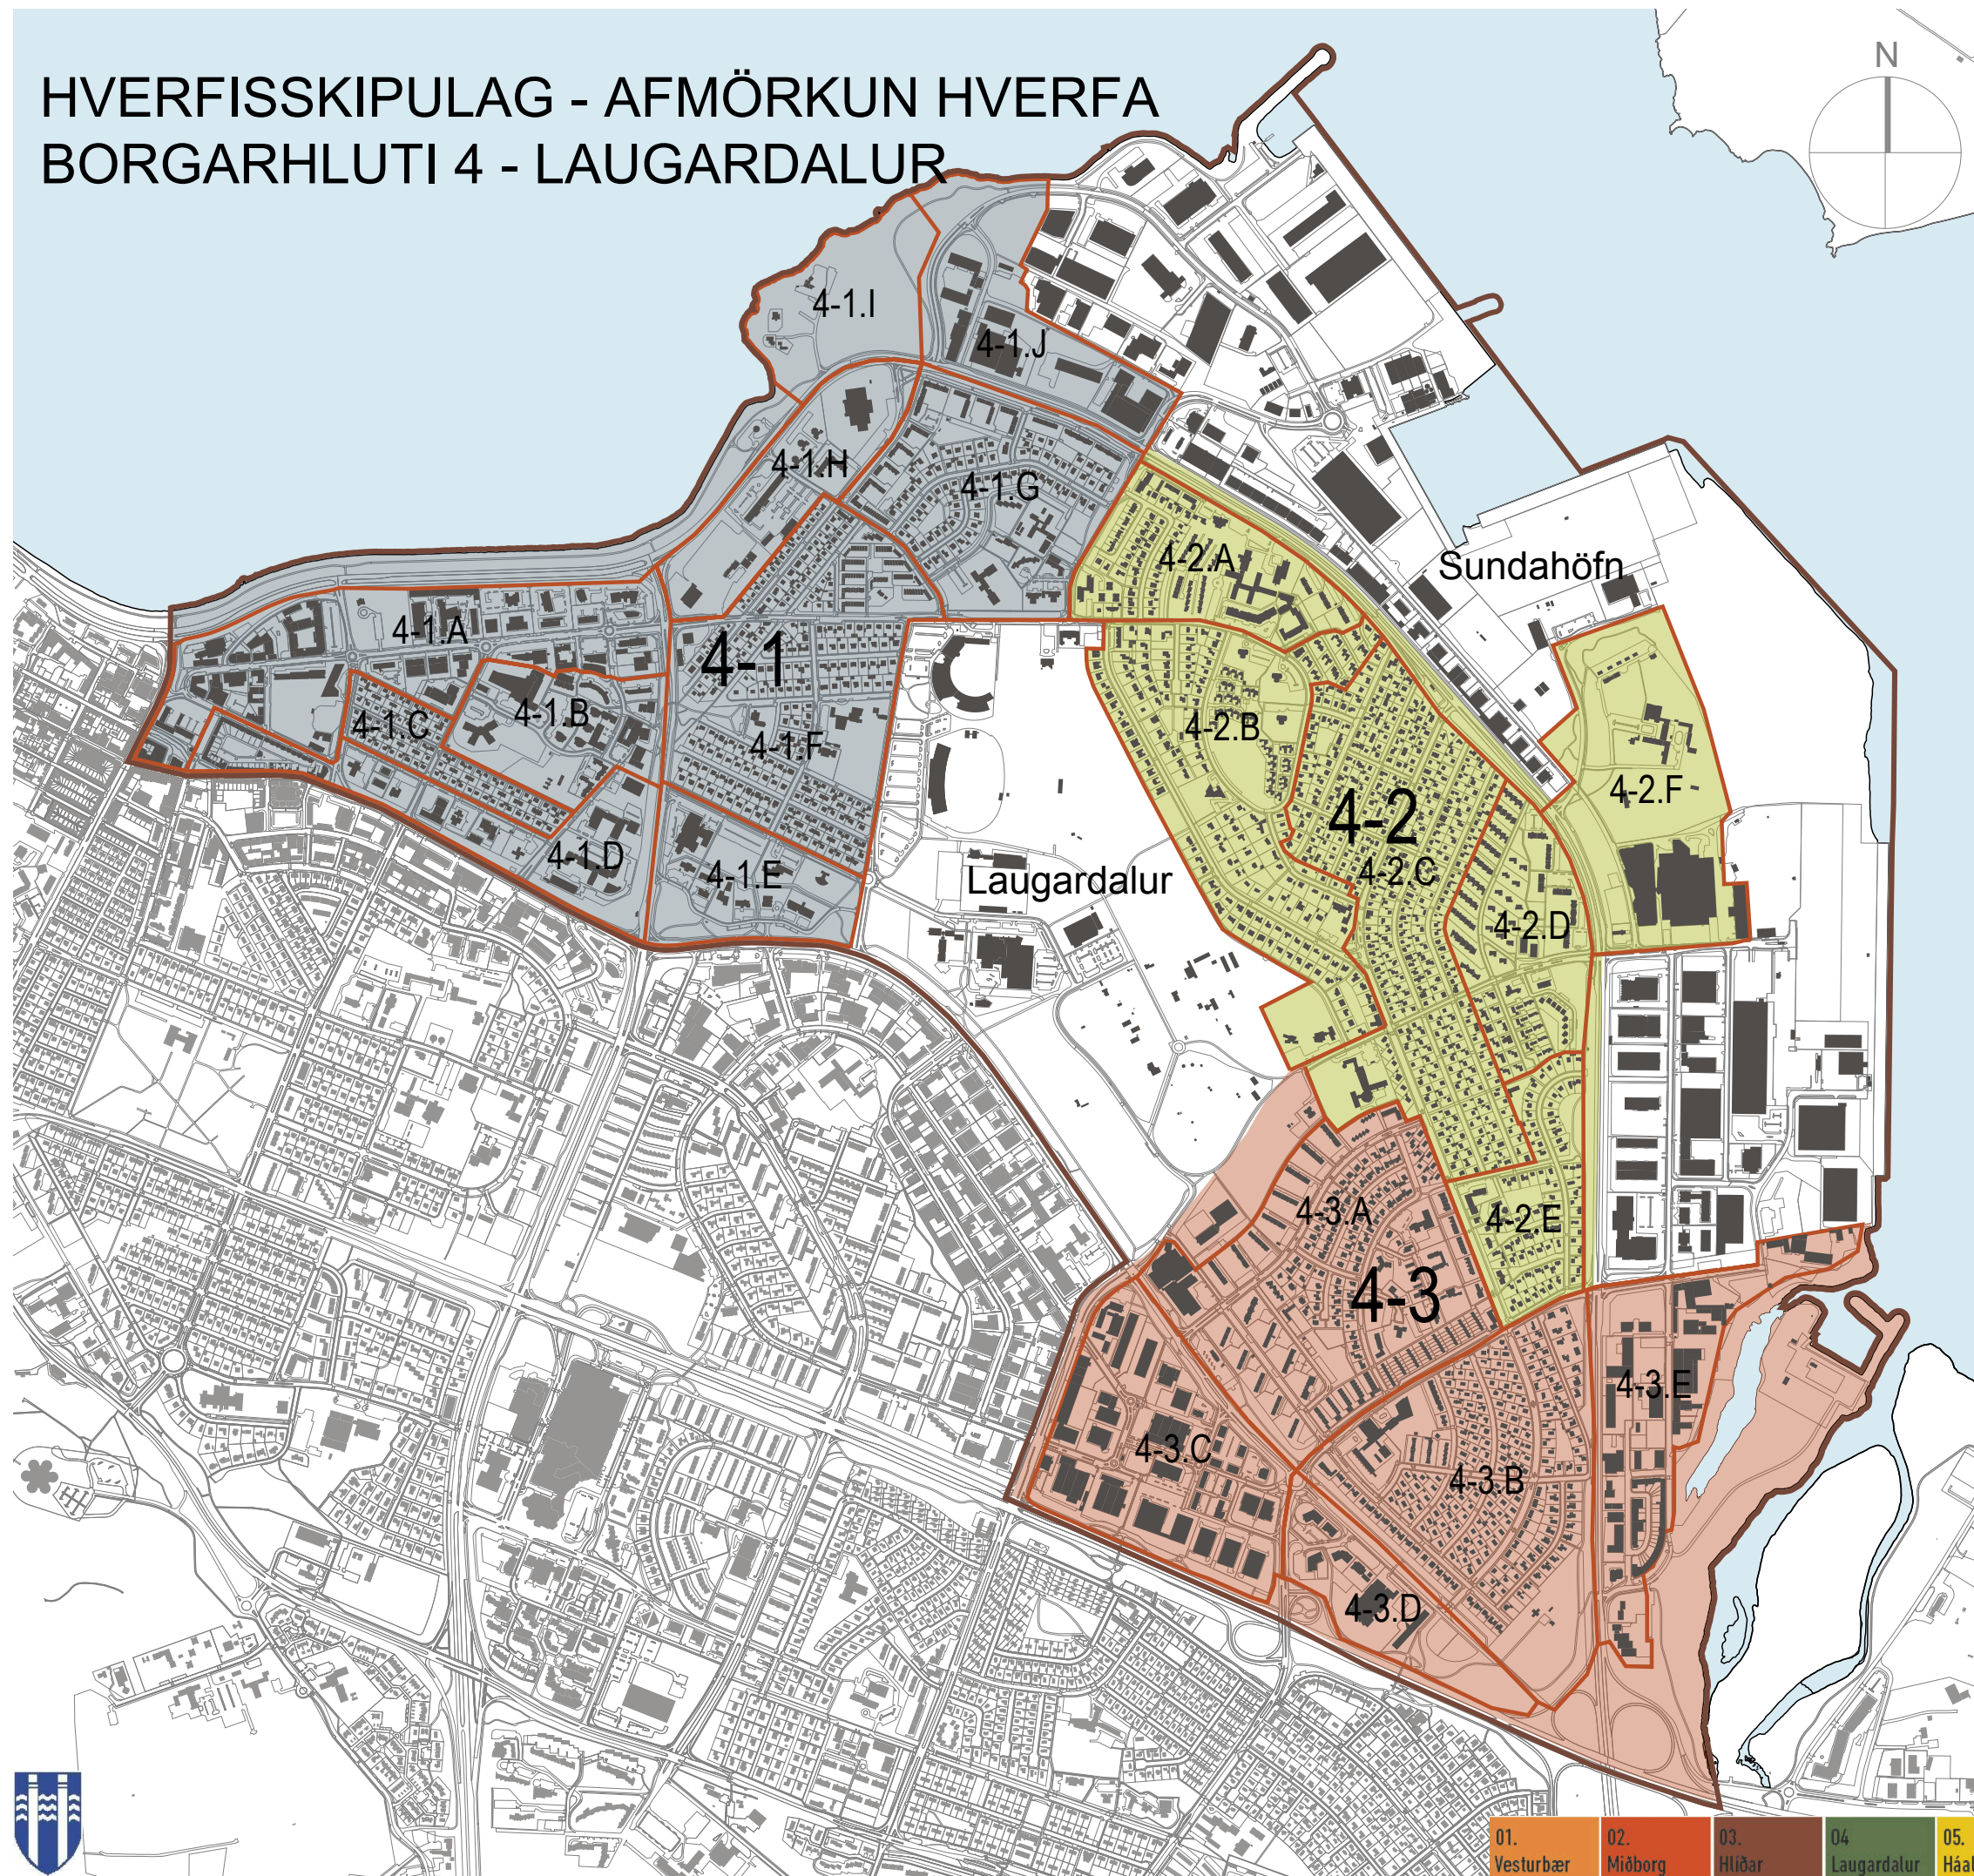 HVERFISSKIPULAG - AFMÖRKUN HVERFA
BORGARHLUTI 4 - LAUGARDALUR
N
4-1.I
4-1.J
4-1.H
4-1.G
4-2.A
Sundahöfn
4-1.A
4-1
4-1.B
4-1.C
4-1.F
4-2.B
4-2.F
4-2
4-1.D
4-1.E
Laugardalur
4-2.C
4-2.D
4-3.A
4-2.E
4-3
4-3.E
4-3.C
4-3.B
4-3.D
01. Vesturbær
02. Miðborg
03. Hlíðar
04 Laugardalur
05.